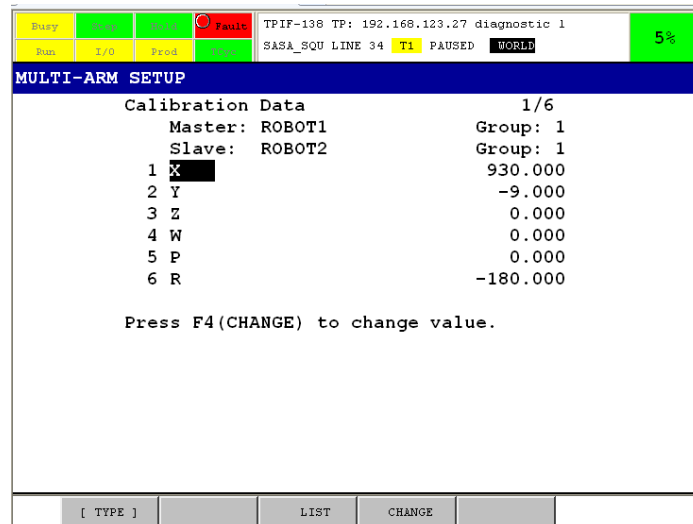 Busy Step Hold Fault TPIF-138 TP: 192.168.123.27 diagnostic 1
Run I/O Prod TCyc SASA_SQU LINE 34 T1 PAUSED WORLD
5%
MULTI-ARM SETUP
Calibration Data 1/6
Master: ROBOT1 Group: 1
Slave: ROBOT2 Group: 1
1 X 930.000
2 Y -9.000
3 Z 0.000
4 W 0.000
5 P 0.000
6 R -180.000
Press F4(CHANGE) to change value.
[ TYPE ] LIST CHANGE